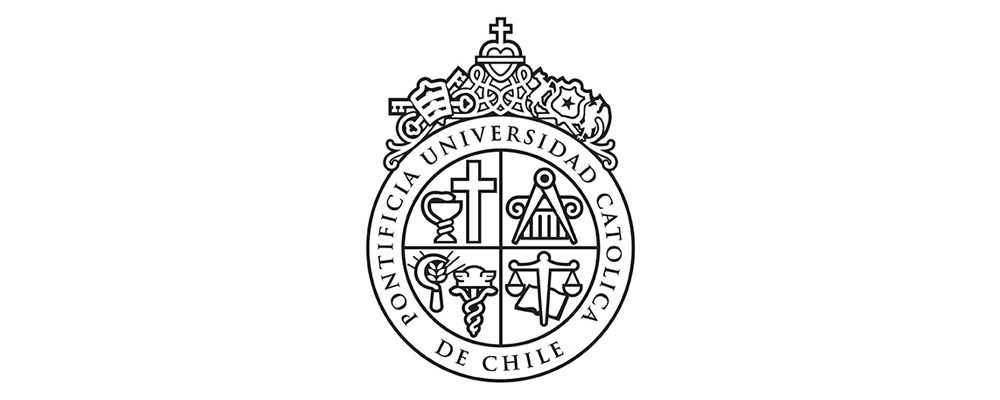 PONTIFICIA UNIVERSIDAD CATOLICA
DE CHILE